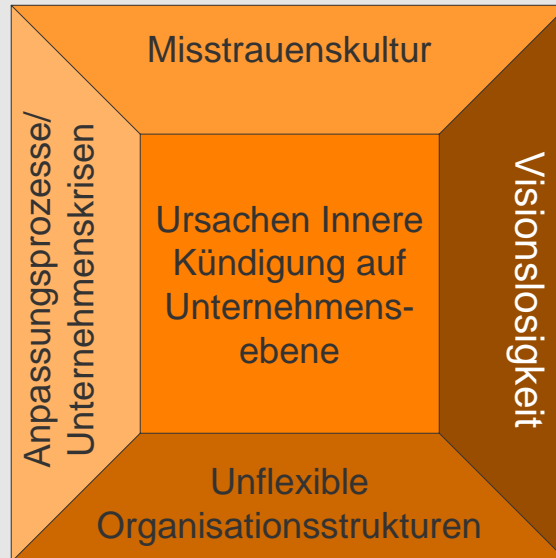 Misstrauenskultur
Anpassungsprozesse/
Unternehmenskrisen
Ursachen Innere
Kündigung auf
Unternehmens-
ebene
Visionslosigkeit
Unflexible
Organisationsstrukturen